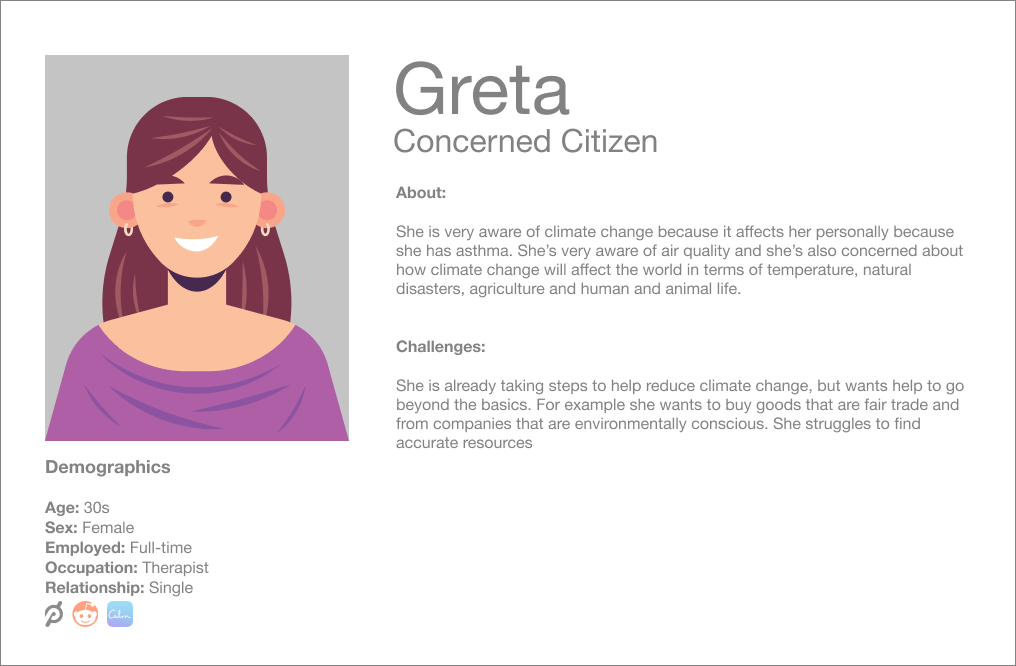 Greta
Concerned Citizen
About:
She is very aware of climate change because it affects her personally because
she has asthma. She’s very aware of air quality and she’s also concerned about
how climate change will affect the world in terms of temperature, natural
disasters, agriculture and human and animal life.
Challenges:
She is already taking steps to help reduce climate change, but wants help to go
beyond the basics. For example she wants to buy goods that are fair trade and
from companies that are environmentally conscious. She struggles to find
accurate resources
Demographics
Age: 30s
Sex: Female
Employed: Full-time
Occupation: Therapist
Relationship: Single
Calm